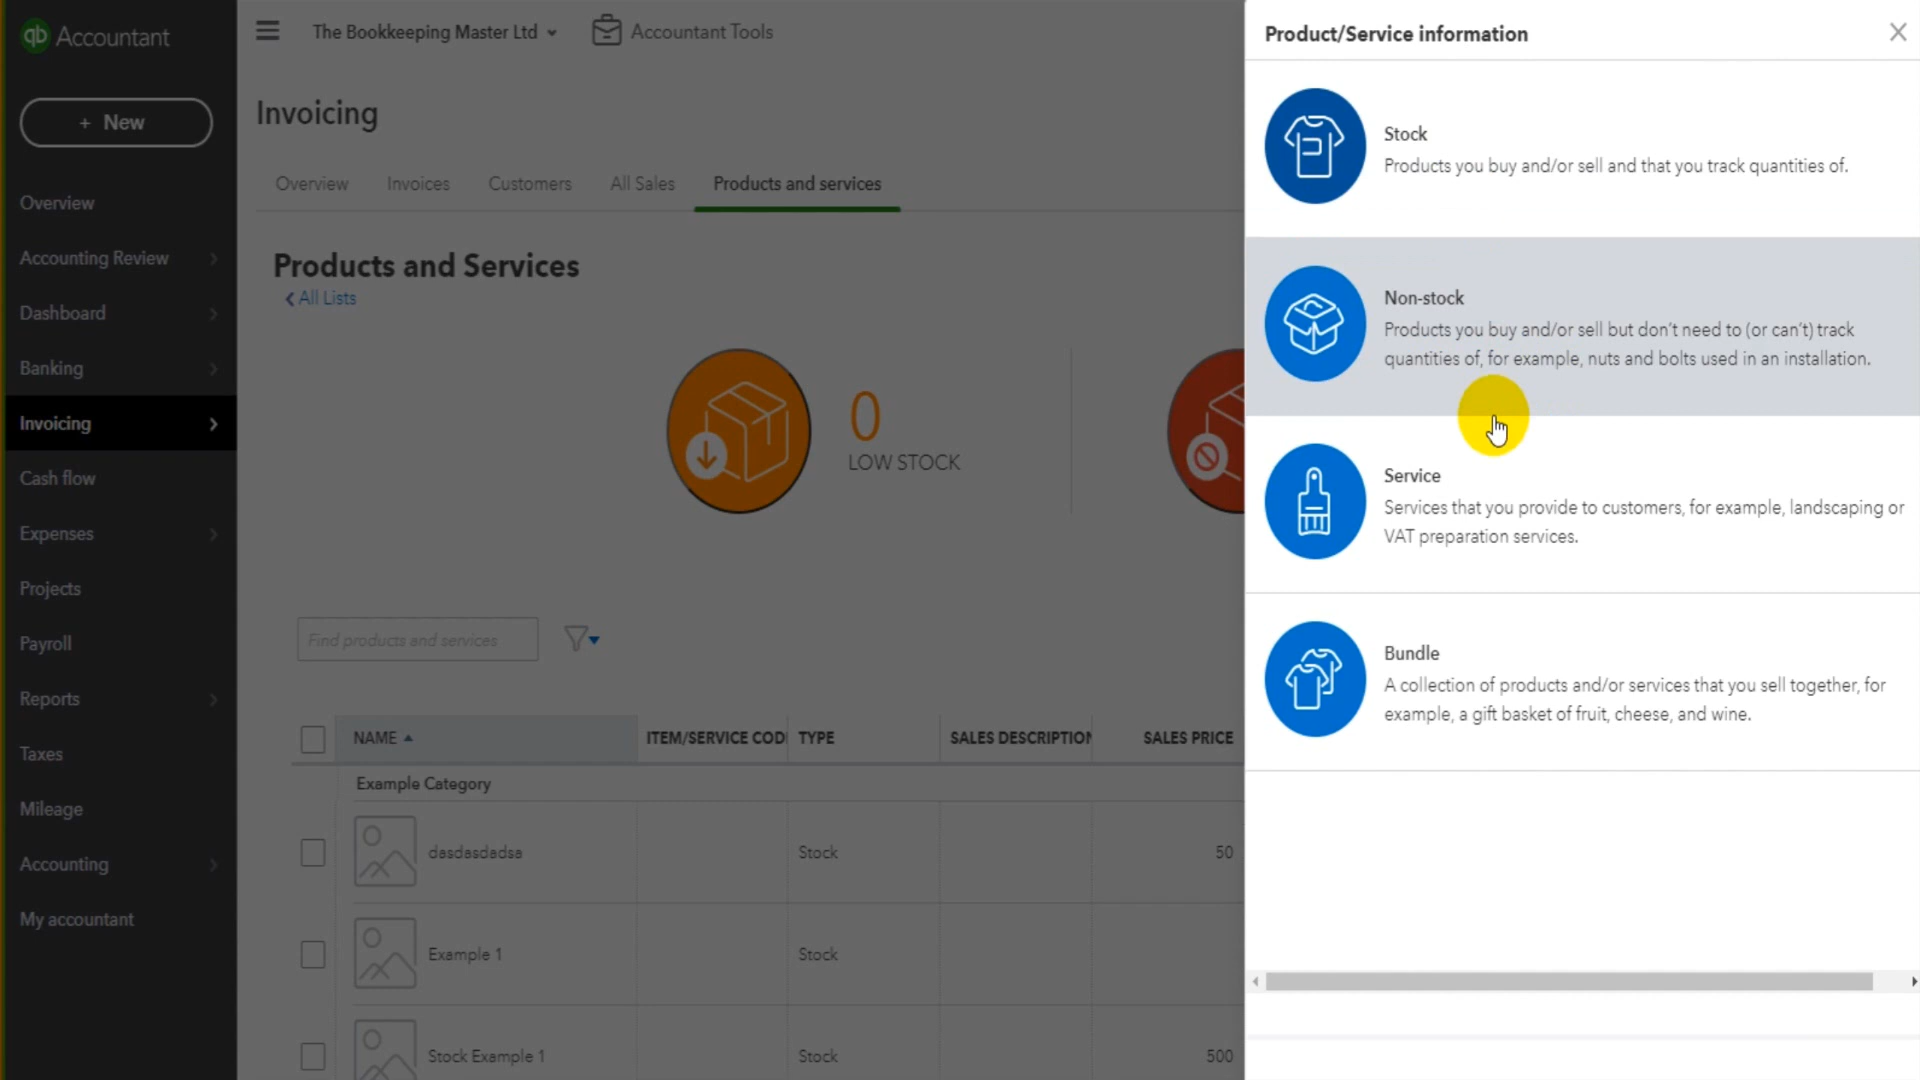 qb Accountant
+ New
Overview
Accounting Review
Dashboard
Banking
Invoicing
Cash flow
Expenses
Projects
Payroll
Reports
Taxes
Mileage
Accounting
My accountant
The Bookkeeping Master Ltd
Accountant Tools
Invoicing
Overview Invoices Customers All Sales Products and services
Products and Services
All Lists
0
LOW STOCK
Find products and services
NAME ITEM/SERVICE COD TYPE SALES DESCRIPTION SALES PRICE
Example Category
dasdasdadsa Stock 50
Example 1 Stock
Stock Example 1 Stock 500
Product/Service information
Stock
Products you buy and/or sell and that you track quantities of.
Non-stock
Products you buy and/or sell but don't need to (or can't) track
quantities of, for example, nuts and bolts used in an installation.
Service
Services that you provide to customers, for example, landscaping or
VAT preparation services.
Bundle
A collection of products and/or services that you sell together, for
example, a gift basket of fruit, cheese, and wine.